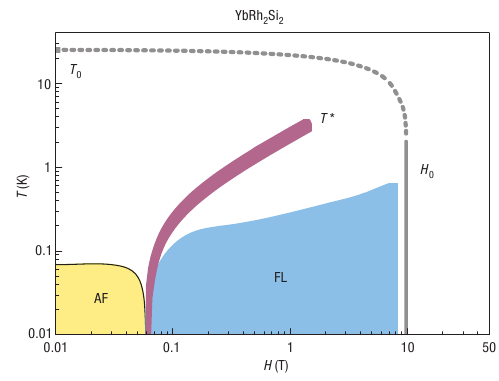 YbRh₂Si₂
T₀
T*
H₀
FL
AF
T (K)
10
1
0.1
0.01
0.01
0.1
1
10
50
H (T)